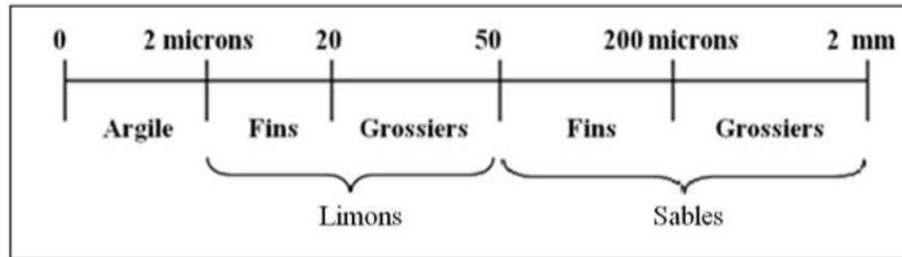 0 2 microns 20 50 200 microns 2 mm
Argile Fins Grossiers Fins Grossiers
Limons Sables